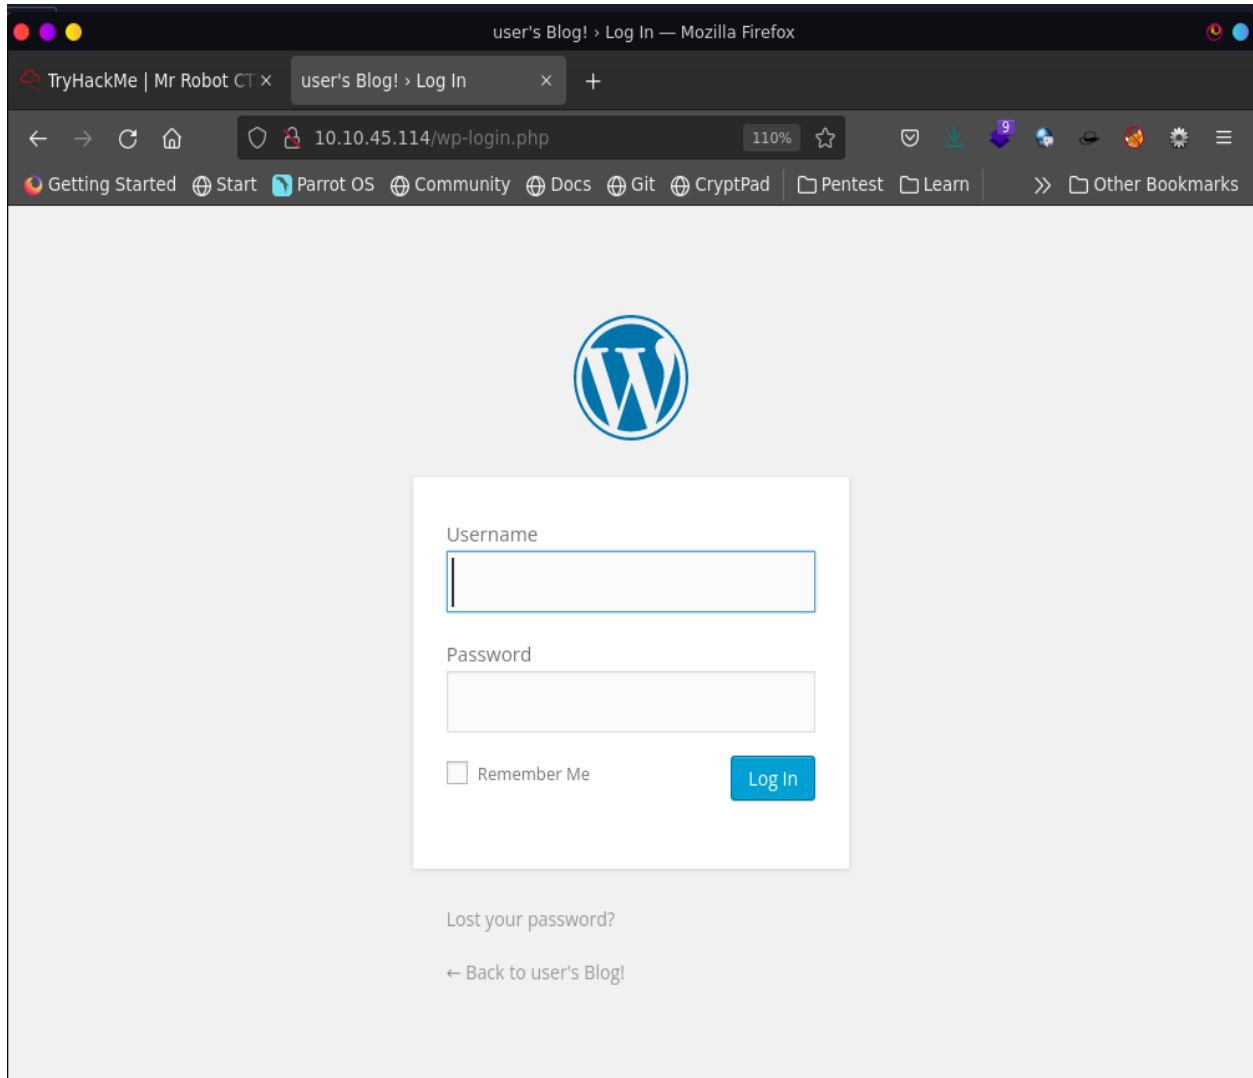 user's Blog! › Log In — Mozilla Firefox
TryHackMe | Mr Robot CT × user's Blog! › Log In × +
10.10.45.114/wp-login.php 110% 9
Getting Started Start Parrot OS Community Docs Git CryptPad Pentest Learn » Other Bookmarks
Username
Password
Remember Me Log In
Lost your password?
← Back to user's Blog!